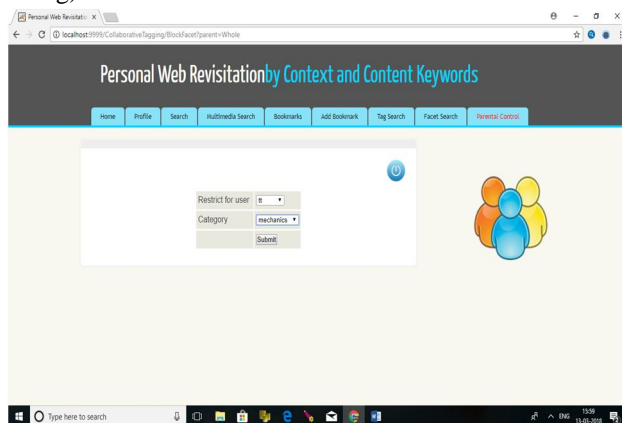 Personal Web Revisitatio
localhost:9999/CollaborativeTagging/BlockFacet?parent=Whole
Personal Web Revisitationby Context and Content Keywords
Home Profile Search Multimedia Search Bookmarks Add Bookmark Tag Search Facet Search Parental Control
Restrict for user tt
Category mechanics
Submit
Type here to search
ENG 15:59
13-03-2018